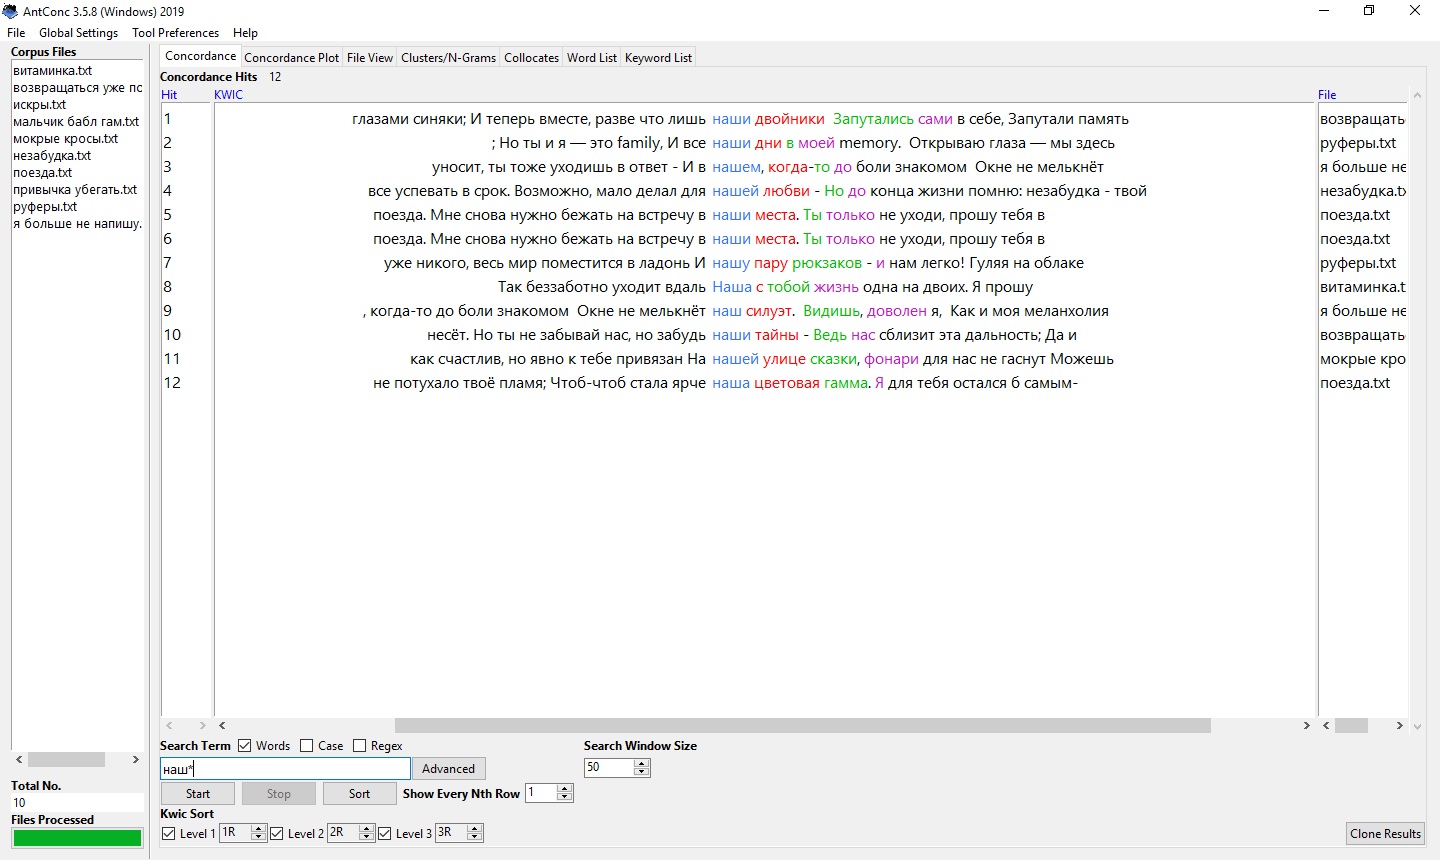 AntConc 3.5.8 (Windows) 2019
File Global Settings Tool Preferences Help
Corpus Files
витаминка.txt
возвращаться уже по
искры.txt
мальчик бабл гам.txt
мокрые кросы.txt
незабудка.txt
поезда.txt
привычка убегать.txt
руферы.txt
я больше не напишу.
Total No.
10
Files Processed
Concordance Concordance Plot File View Clusters/N-Grams Collocates Word List Keyword List
Concordance Hits 12
Hit KWIC File
1 глазами синяки; И теперь вместе, разве что лишь наши двойники Запутались сами в себе, Запутали память возвращать
2 ; Но ты и я — это family, И все наши дни в моей memory. Открываю глаза — мы здесь руферы.txt
3 уносит, ты тоже уходишь в ответ - И в нашем, когда-то до боли знакомом Окне не мелькнёт я больше не
4 все успевать в срок. Возможно, мало делал для нашей любви - Но до конца жизни помню: незабудка - твой незабудка.tx
5 поезда. Мне снова нужно бежать на встречу в наши места. Ты только не уходи, прошу тебя в поезда.txt
6 поезда. Мне снова нужно бежать на встречу в наши места. Ты только не уходи, прошу тебя в поезда.txt
7 уже никого, весь мир поместится в ладонь И нашу пару рюкзаков - и нам легко! Гуляя на облаке руферы.txt
8 Так беззаботно уходит вдаль Наша с тобой жизнь одна на двоих. Я прошу витаминка.t
9 , когда-то до боли знакомом Окне не мелькнёт наш силуэт. Видишь, доволен я, Как и моя меланхолия я больше не
10 несёт. Но ты не забывай нас, но забудь наши тайны - Ведь нас сблизит эта дальность; Да и возвращать
11 как счастлив, но явно к тебе привязан На нашей улице сказки, фонари для нас не гаснут Можешь мокрые кро
12 не потухало твоё пламя; Чтоб-чтоб стала ярче наша цветовая гамма. Я для тебя остался б самым- поезда.txt
Search Term Words Case Regex Search Window Size
наш* Advanced 50
Start Stop Sort Show Every Nth Row 1
Kwic Sort
Level 1 1R Level 2 2R Level 3 3R Clone Results